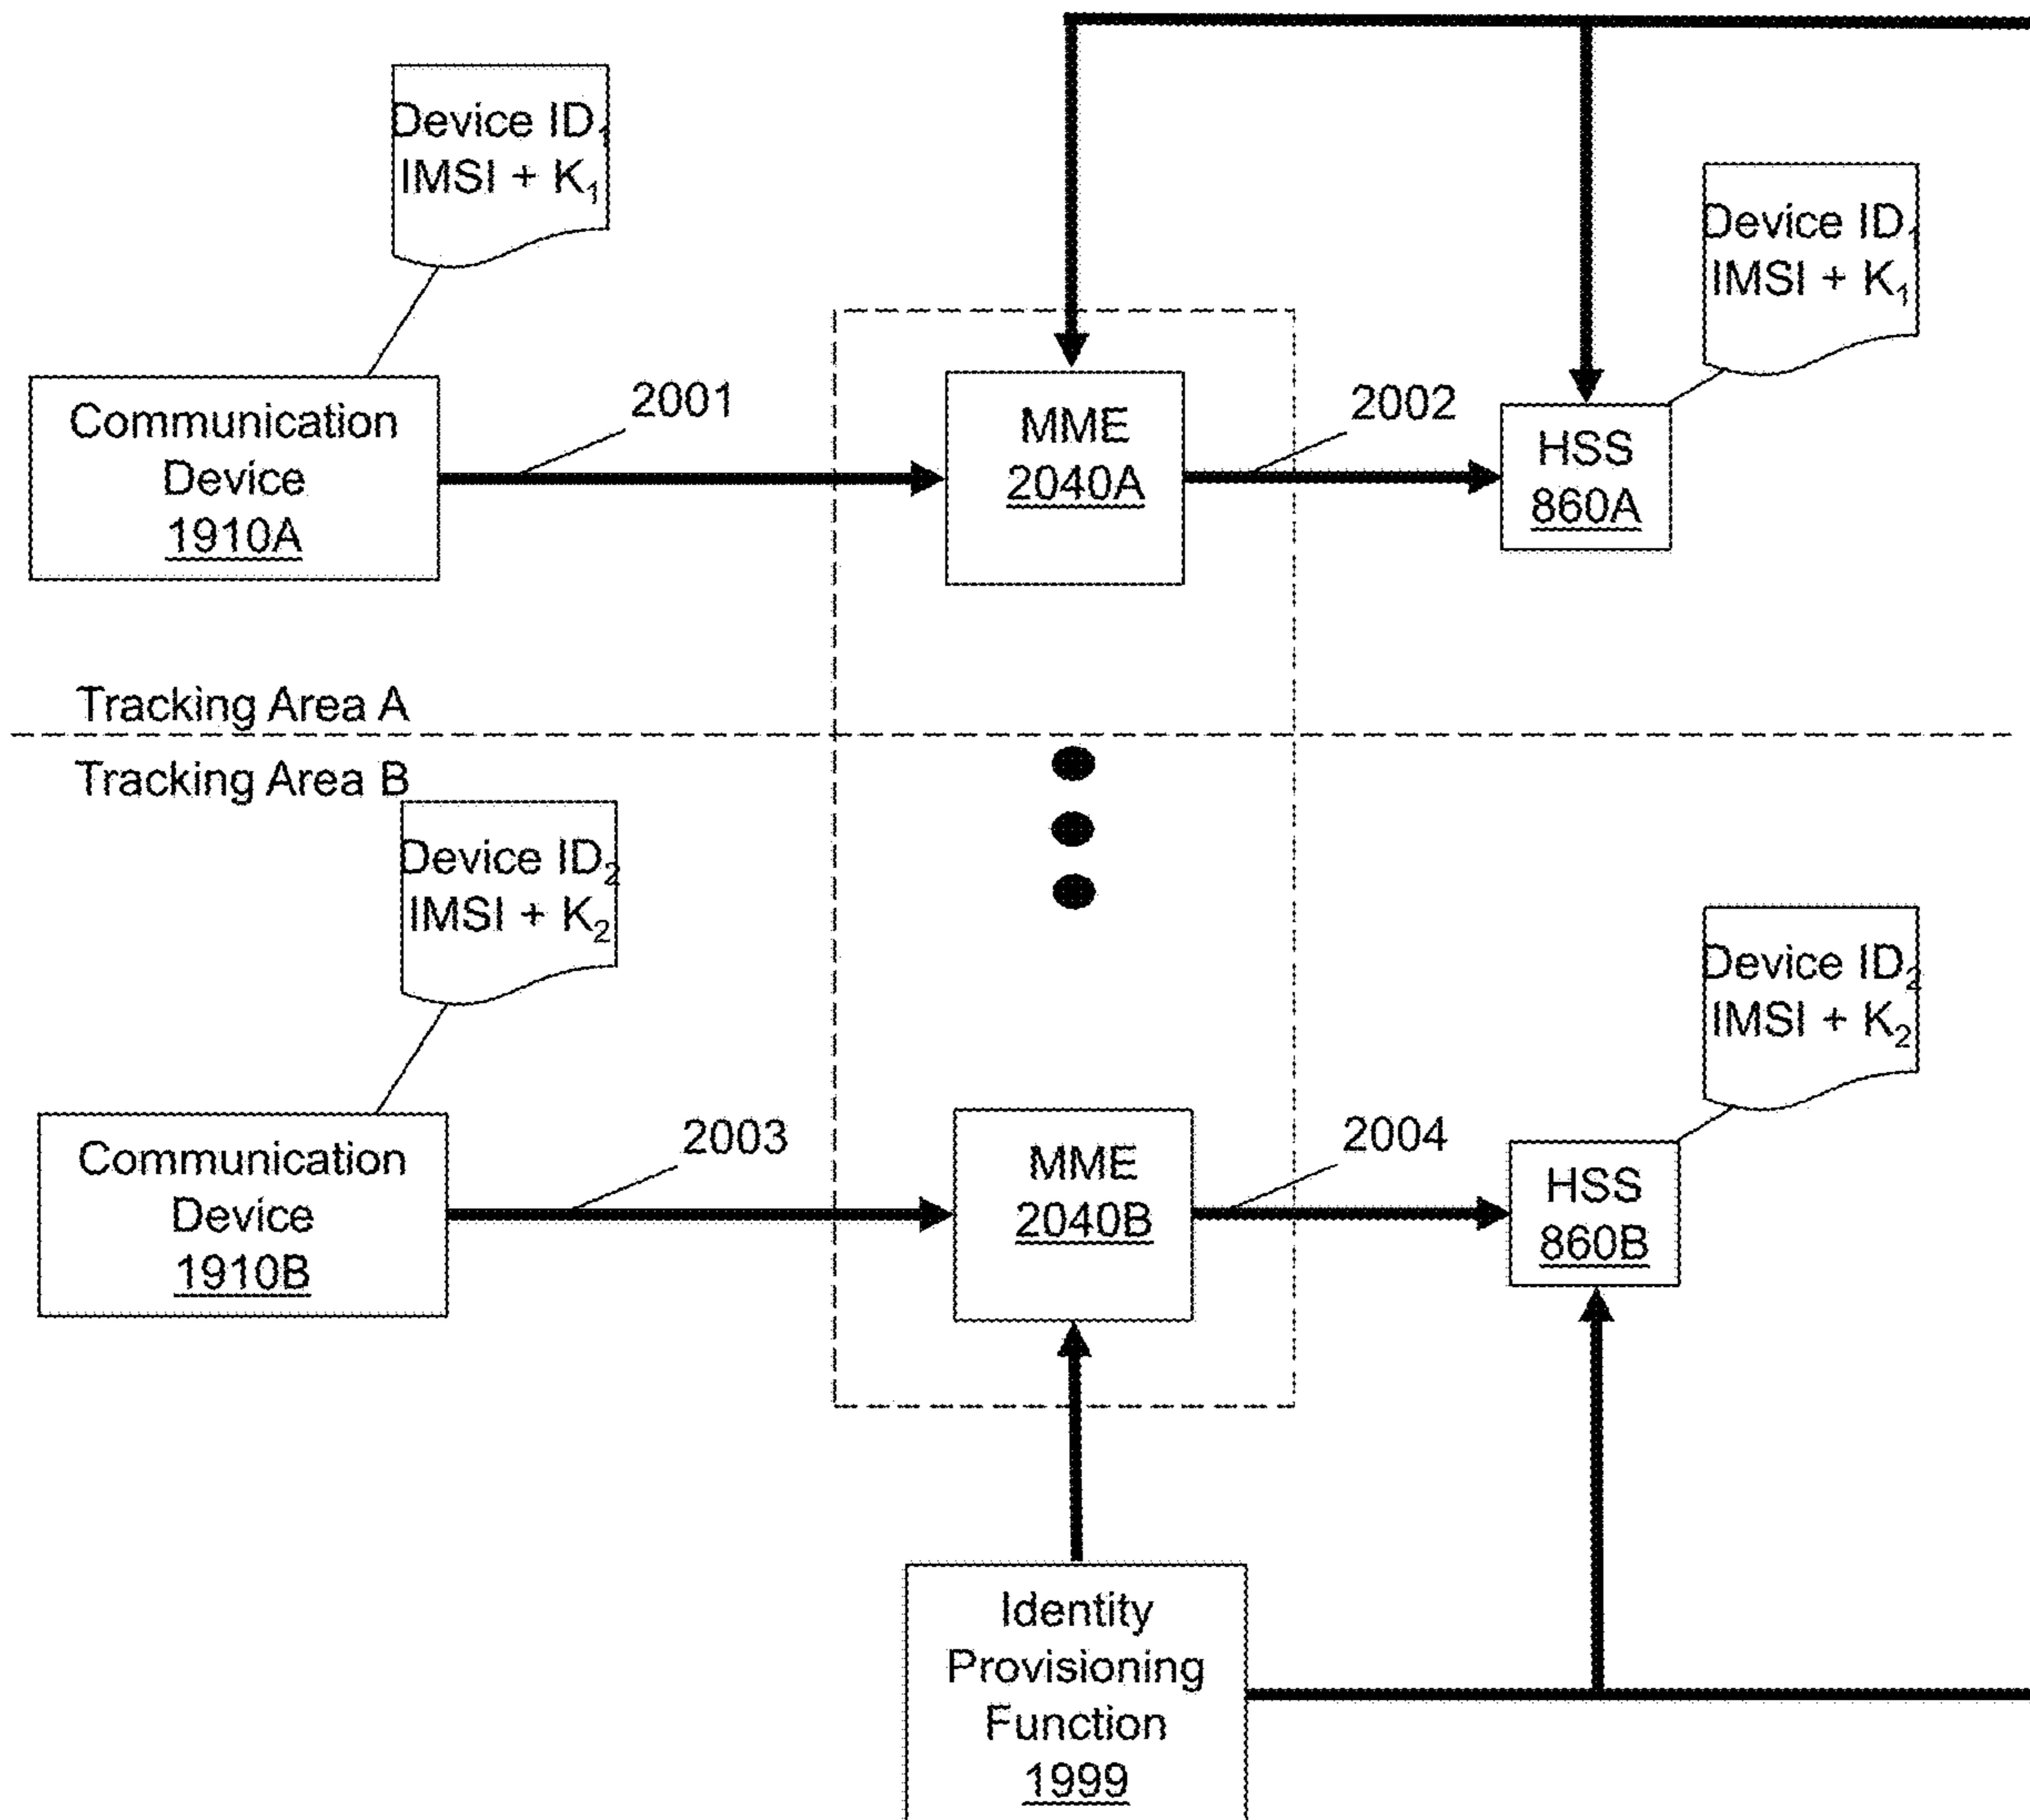 Device ID₁
IMSI + K₁
Device ID₁
IMSI + K₁
Communication
Device
1910A
2001
MME
2040A
2002
HSS
860A
Tracking Area A
Tracking Area B
Device ID₂
IMSI + K₂
Device ID₂
IMSI + K₂
Communication
Device
1910B
2003
MME
2040B
2004
HSS
860B
Identity
Provisioning
Function
1999